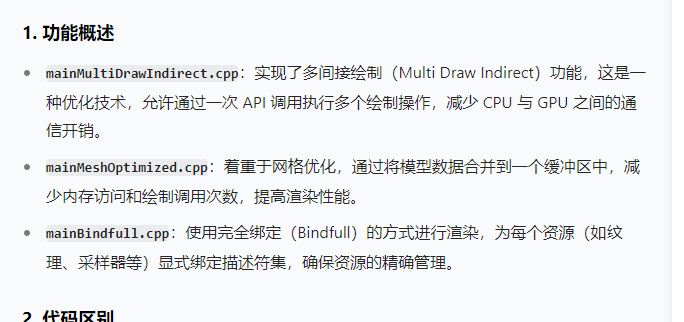 1. 功能概述
mainMultiDrawIndirect.cpp：实现了多间接绘制（Multi Draw Indirect）功能，这是一
种优化技术，允许通过一次 API 调用执行多个绘制操作，减少 CPU 与 GPU 之间的通
信开销。
mainMeshOptimized.cpp：着重于网格优化，通过将模型数据合并到一个缓冲区中，减
少内存访问和绘制调用次数，提高渲染性能。
mainBindfull.cpp：使用完全绑定（Bindfull）的方式进行渲染，为每个资源（如纹
理、采样器等）显式绑定描述符集，确保资源的精确管理。
2. 代码区别